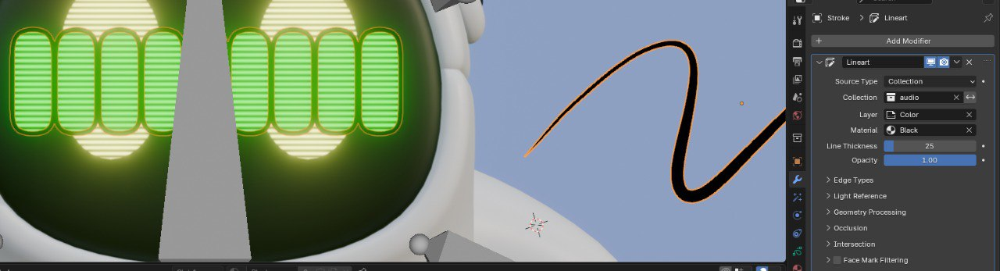 Stroke > Lineart
+ Add Modifier
Lineart
Source Type Collection
Collection audio
Layer Color
Material Black
Line Thickness 25
Opacity 1.00
Edge Types
Light Reference
Geometry Processing
Occlusion
Intersection
Face Mark Filtering